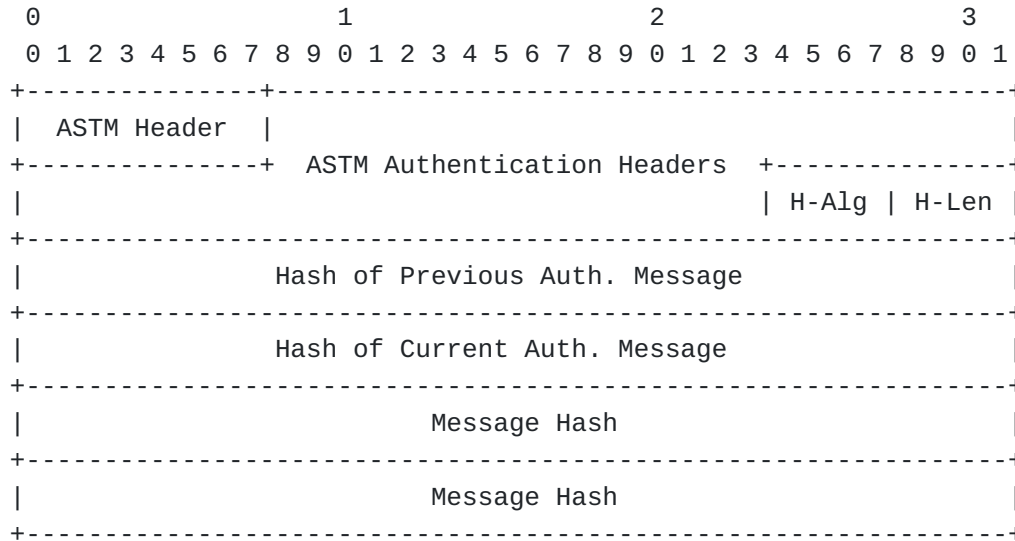 0                   1                   2                   3
 0 1 2 3 4 5 6 7 8 9 0 1 2 3 4 5 6 7 8 9 0 1 2 3 4 5 6 7 8 9 0 1
+---------------+-----------------------------------------------+
|  ASTM Header  |                                               |
+---------------+  ASTM Authentication Headers  +---------------+
|                                               | H-Alg | H-Len |
+---------------------------------------------------------------+
|                Hash of Previous Auth. Message                 |
+---------------------------------------------------------------+
|                Hash of Current Auth. Message                  |
+---------------------------------------------------------------+
|                          Message Hash                         |
+---------------------------------------------------------------+
|                          Message Hash                         |
+---------------------------------------------------------------+